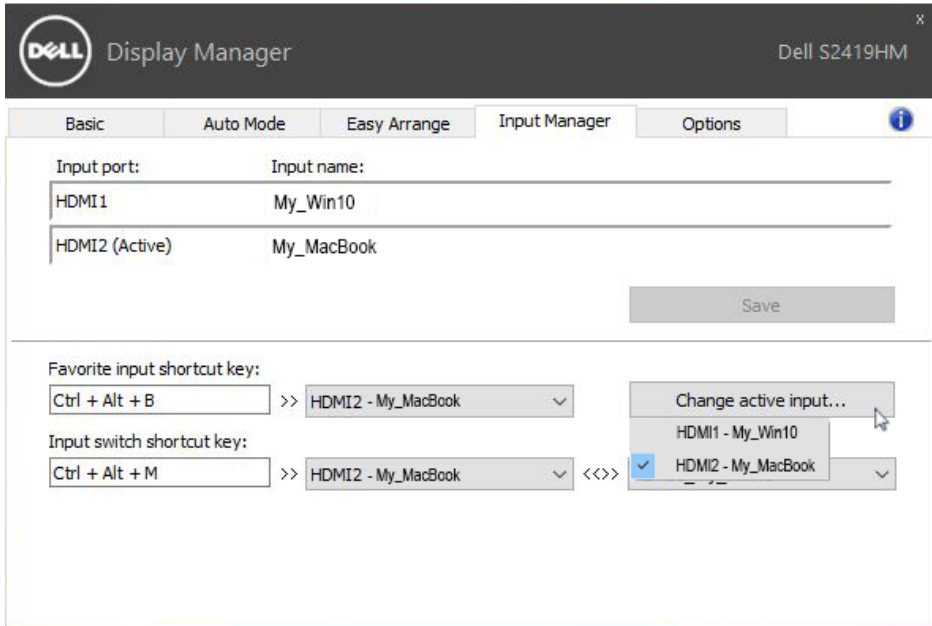 DELL Display Manager
x
Dell S2419HM
Basic Auto Mode Easy Arrange Input Manager Options
Input port: Input name:
HDMI1 My_Win10
HDMI2 (Active) My_MacBook
Save
Favorite input shortcut key:
Ctrl + Alt + B >> HDMI2 - My_MacBook Change active input...
HDMI1 - My_Win10
Input switch shortcut key:
HDMI2 - My_MacBook
Ctrl + Alt + M >> HDMI2 - My_MacBook <<>>